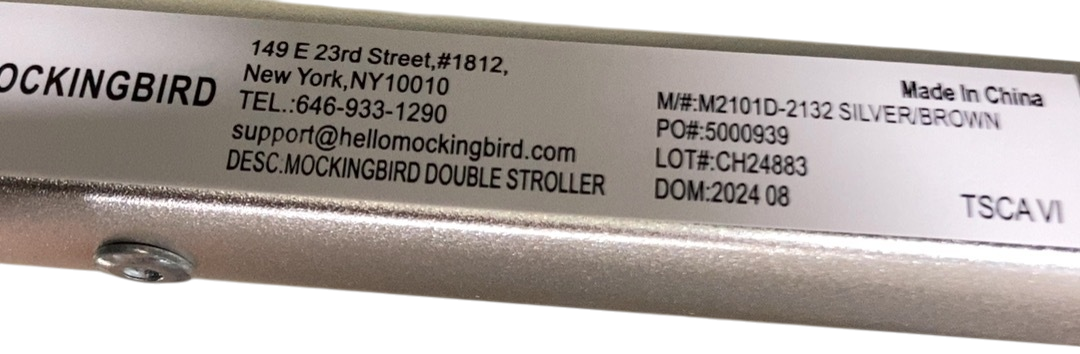 OCKINGBIRD
149 E 23rd Street,#1812,
New York,NY10010
TEL.:646-933-1290
support@hellomockingbird.com
DESC.:MOCKINGBIRD DOUBLE STROLLER
Made In China
M/#:M2101D-2132 SILVER/BROWN
PO#:5000939
LOT#:CH24883
DOM:2024 08
TSCA VI